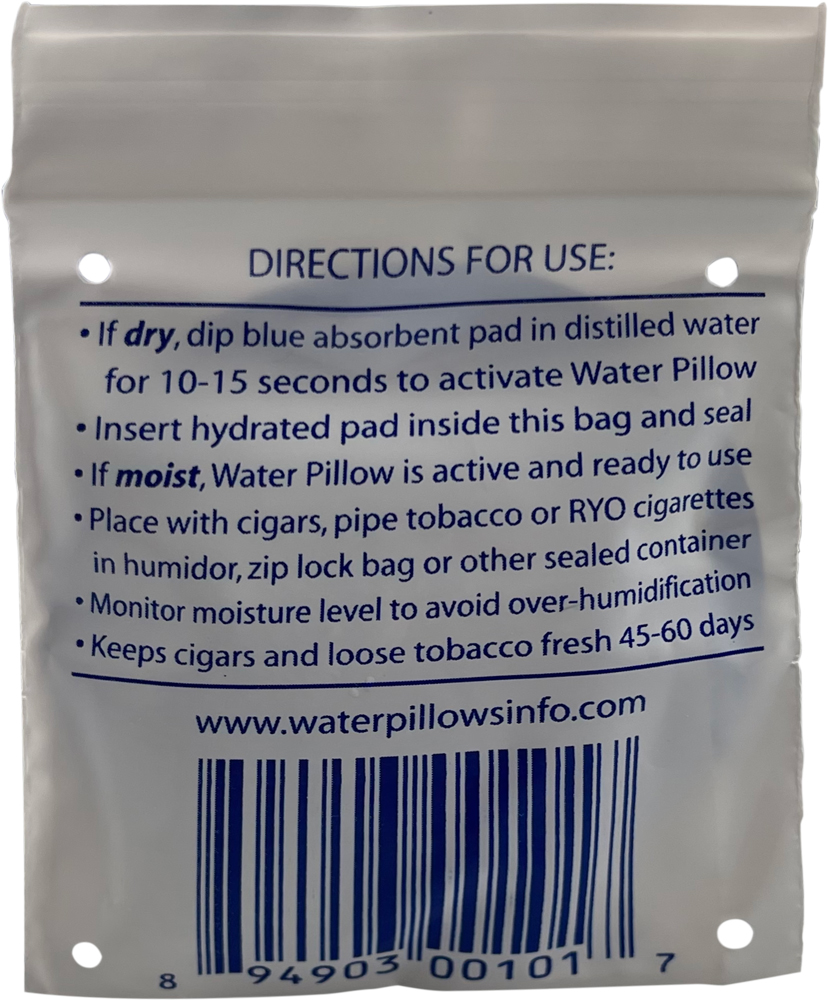 DIRECTIONS FOR USE:
• If dry, dip blue absorbent pad in distilled water
for 10-15 seconds to activate Water Pillow
• Insert hydrated pad inside this bag and seal
• If moist, Water Pillow is active and ready to use
• Place with cigars, pipe tobacco or RYO cigarettes
in humidor, zip lock bag or other sealed container
• Monitor moisture level to avoid over-humidification
• Keeps cigars and loose tobacco fresh 45-60 days
www.waterpillowsinfo.com
8 94903 00101 7